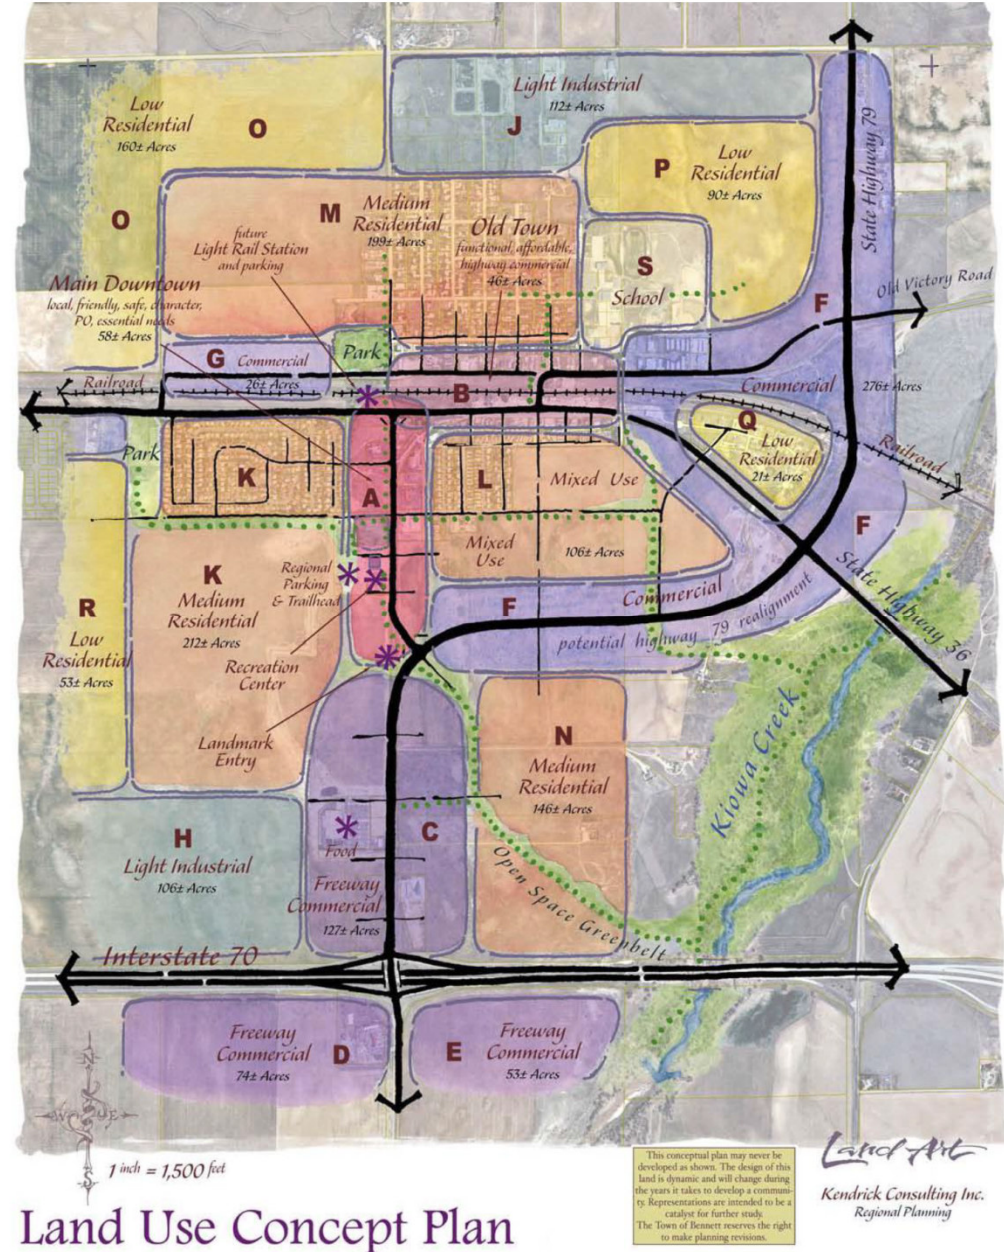 Low
Residential
160± Acres
O
O
Light Industrial
112± Acres
J
State Highway 79
P
Low
Residential
90± Acres
M
Medium
Residential
199± Acres
future
Light Rail Station
and parking
Old Town
functional, affordable,
highway commercial
46± Acres
S
School
Main Downtown
local, friendly, safe, character,
PO, essential needs
58± Acres
F
Old Victory Road
G
Commercial
26± Acres
Park
Railroad
B
Commercial
276± Acres
Q
Low
Residential
21± Acres
Railroad
Park
K
A
L
Mixed Use
Mixed
Use
106± Acres
F
State Highway 36
Regional
Parking
& Trailhead
K
Medium
Residential
212± Acres
R
Low
Residential
53± Acres
F
Commercial
potential highway 79 realignment
Recreation
Center
Landmark
Entry
Kiowa Creek
N
Medium
Residential
146± Acres
H
Light Industrial
106± Acres
Food
C
Freeway
Commercial
127± Acres
Open Space Greenbelt
Interstate 70
Freeway
Commercial
74± Acres
D
E
Freeway
Commercial
53± Acres
N
W
E
S
1 inch = 1,500 feet
This conceptual plan may never be
developed as shown. The design of this
land is dynamic and will change during
the years it takes to develop a communi-
ty. Representations are intended to be a
catalyst for further study.
The Town of Bennett reserves the right
to make planning revisions.
Land Art
Kendrick Consulting Inc.
Regional Planning
Land Use Concept Plan